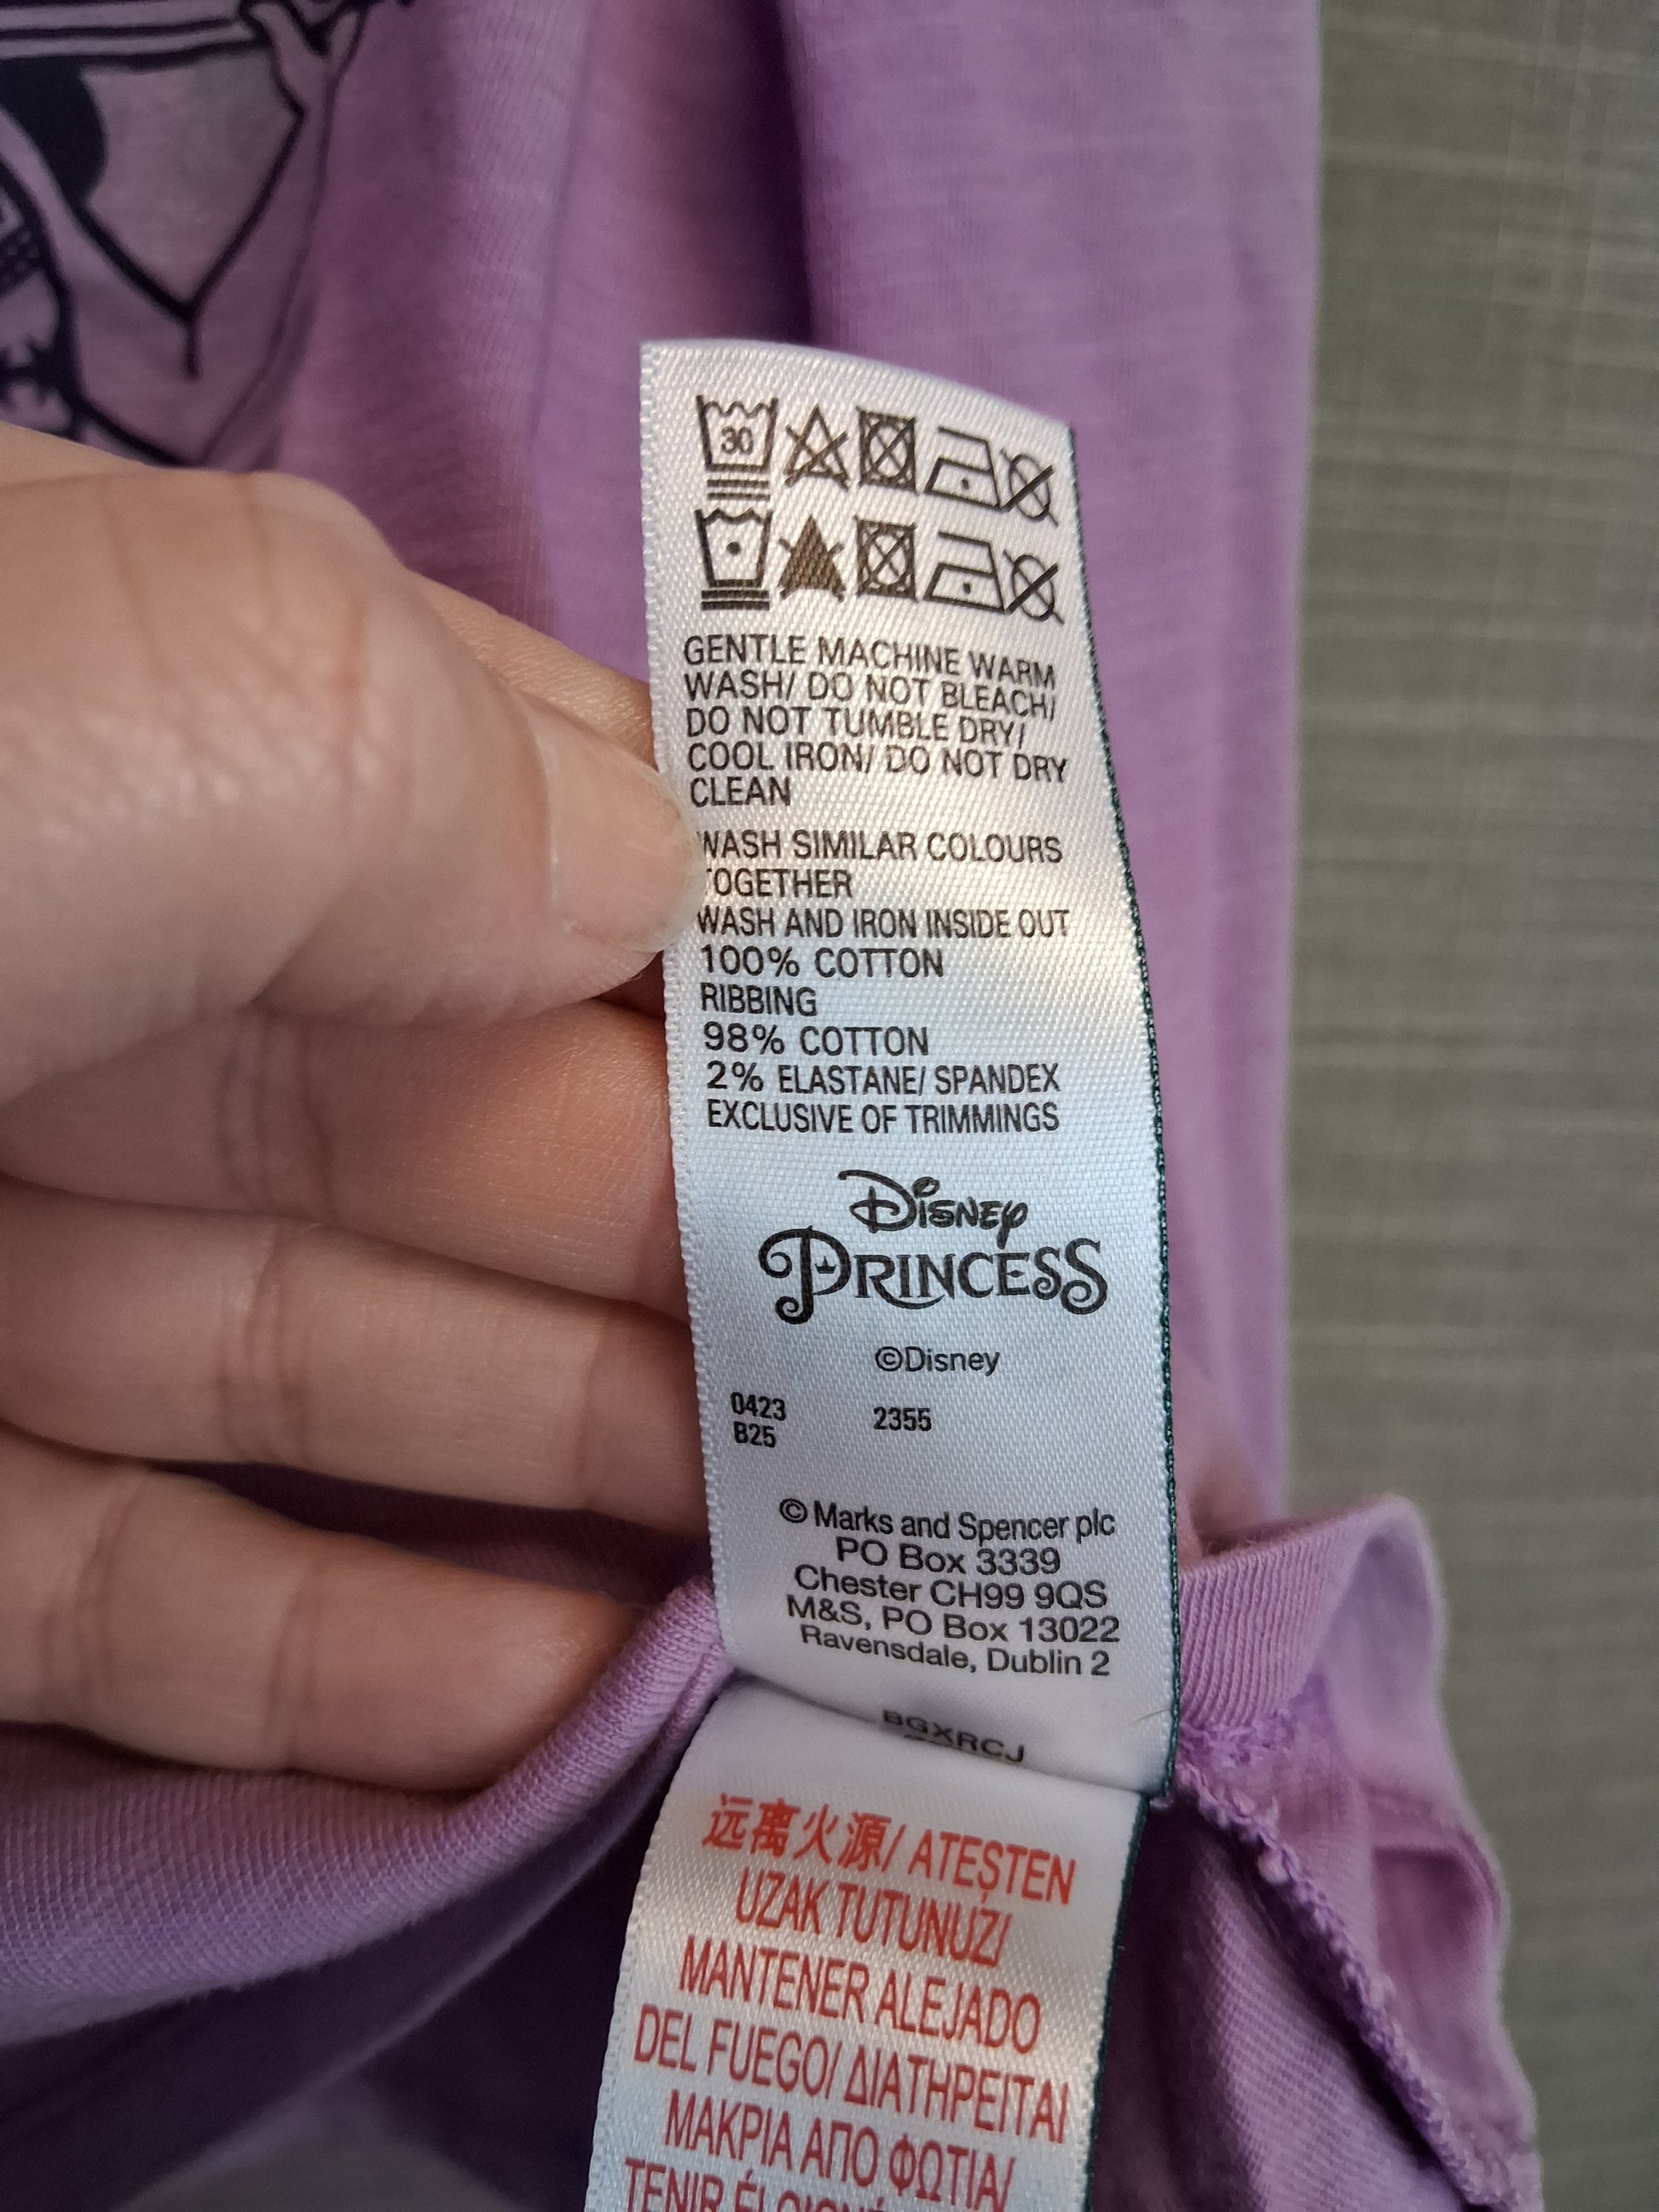 30
GENTLE MACHINE WARM
WASH/ DO NOT BLEACH/
DO NOT TUMBLE DRY/
COOL IRON/ DO NOT DRY
CLEAN
WASH SIMILAR COLOURS
TOGETHER
WASH AND IRON INSIDE OUT
100% COTTON
RIBBING
98% COTTON
2% ELASTANE/ SPANDEX
EXCLUSIVE OF TRIMMINGS
DISNEY
PRINCESS
©Disney
0423 2355
B25
© Marks and Spencer plc
PO Box 3339
Chester CH99 9QS
M&S, PO Box 13022
Ravensdale, Dublin 2
BGXRCJ
远离火源/ ATEŞTEN
UZAK TUTUNUZ/
MANTENER ALEJADO
DEL FUEGO/ ΔΙΑΤΗΡΕΙΤΑΙ
ΜΑΚΡΙΑ ΑΠΟ ΦΩΤΙΑ/
TENIR